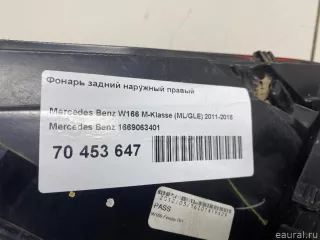 Фонарь задний наружный правый
Mercedes Benz W166 M-Klasse (ML/GLE) 2011-2018
Mercedes Benz 1669063401
70 453 647
PASS
eaural.ru